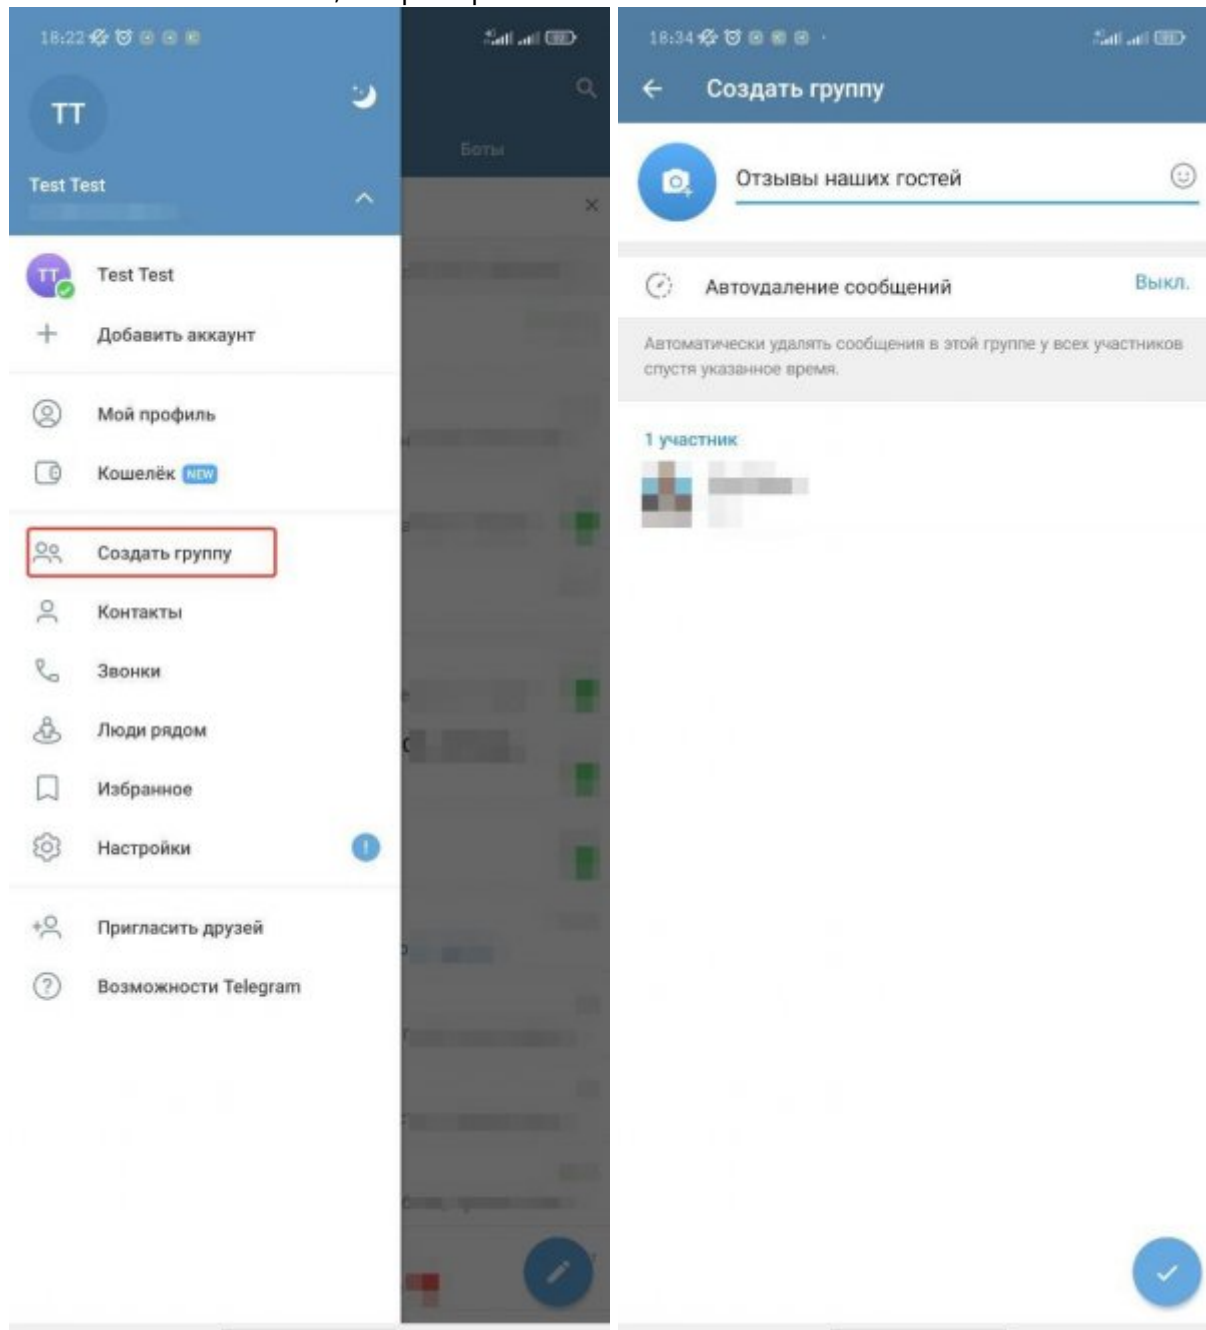 18:22
ТТ
Боты
Test Test
ТТ
Test Test
Добавить аккаунт
Мой профиль
Кошелёк NEW
Создать группу
Контакты
Звонки
Люди рядом
Избранное
Настройки
Пригласить друзей
Возможности Telegram
18:34
Создать группу
Отзывы наших гостей
Автоудаление сообщений
Выкл.
Автоматически удалять сообщения в этой группе у всех участников
спустя указанное время.
1 участник